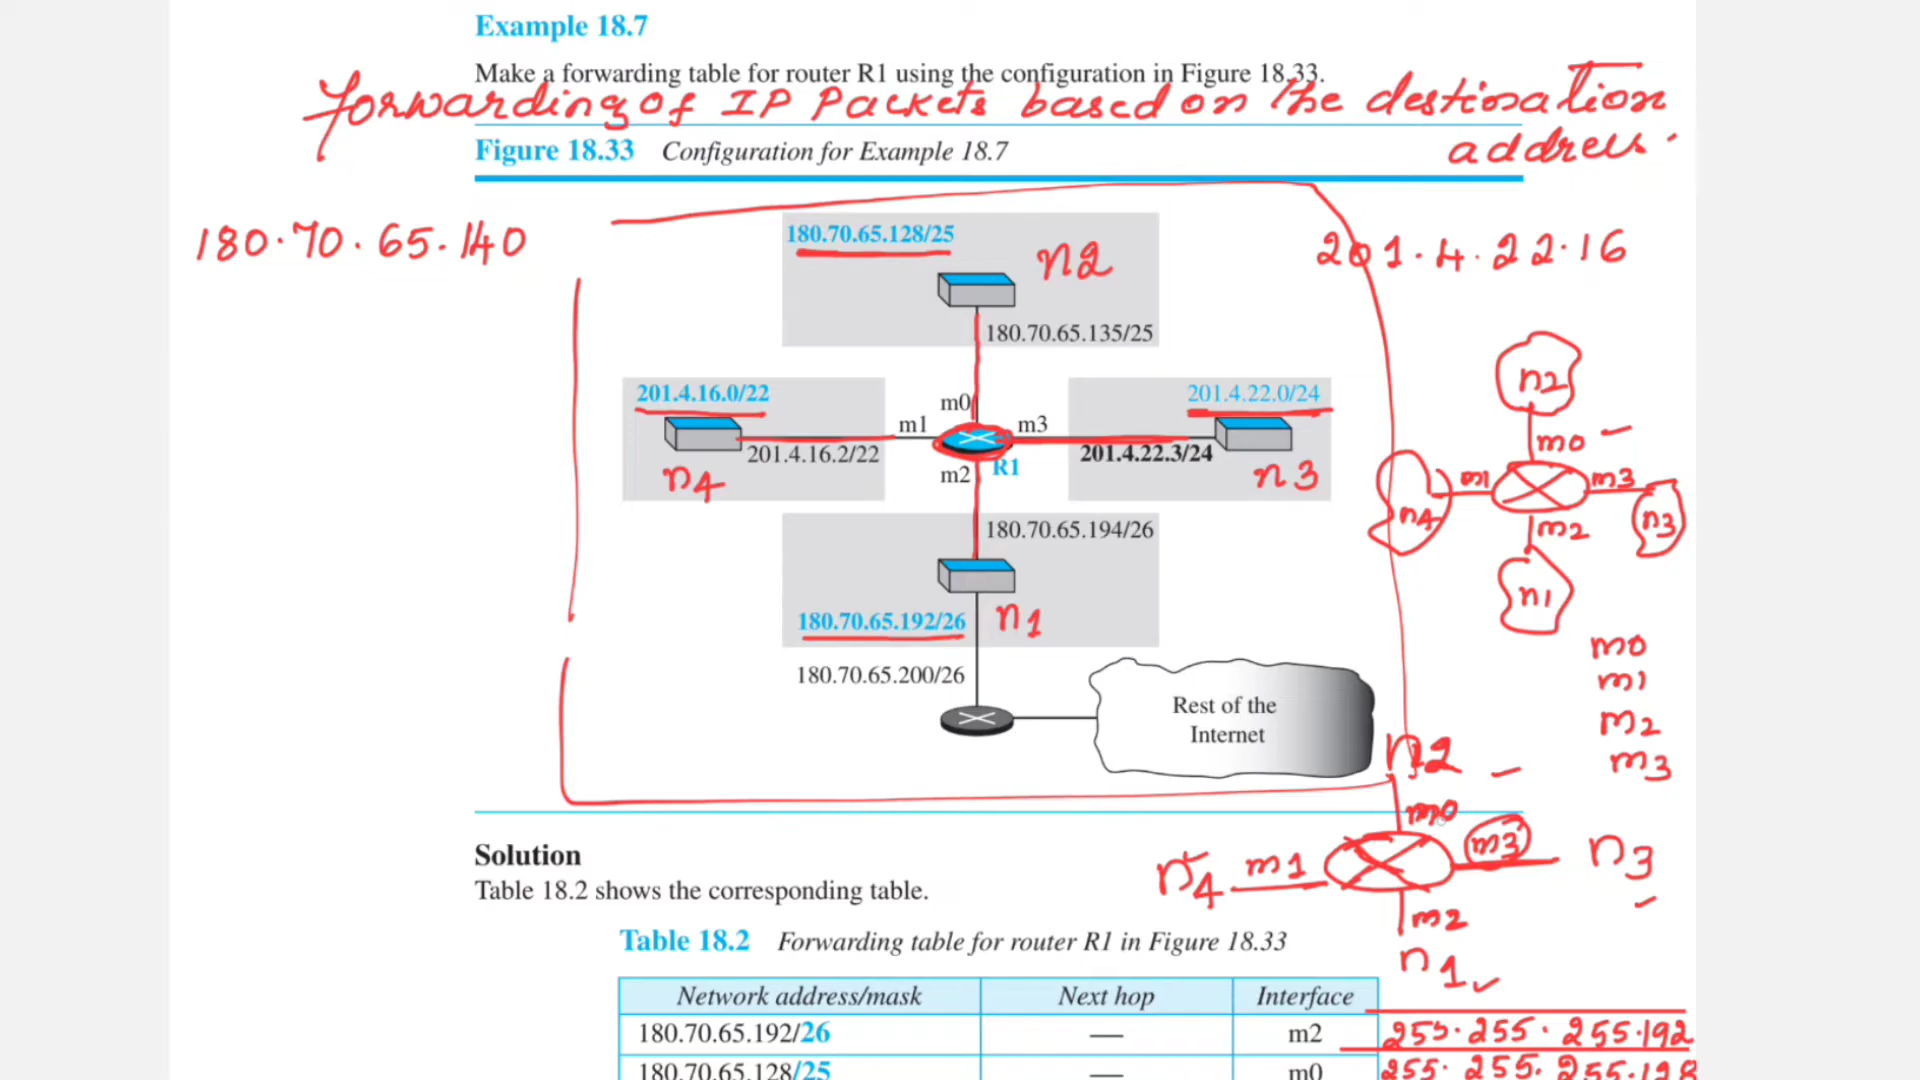 Example 18.7
Make a forwarding table for router R1 using the configuration in Figure 18.33.
Forwarding of IP Packets based on the destination
address.
Figure 18.33 Configuration for Example 18.7
180.70.65.140
180.70.65.128/25
n2
201.4.22.16
180.70.65.135/25
n2
201.4.16.0/22
m0
201.4.22.0/24
m1
m3
m0
201.4.16.2/22
201.4.22.3/24
m2
R1
n4
n3
m1
m3
n4
n3
m2
180.70.65.194/26
n1
180.70.65.192/26
n1
m0
m1
m2
m3
180.70.65.200/26
Rest of the
Internet
n2
m0
Solution
m3
n3
n4
m1
Table 18.2 shows the corresponding table.
m2
n1
Table 18.2 Forwarding table for router R1 in Figure 18.33
Network address/mask Next hop Interface
180.70.65.192/26 — m2
255.255.255.192
180.70.65.128/25 — m0
255.255.255.128